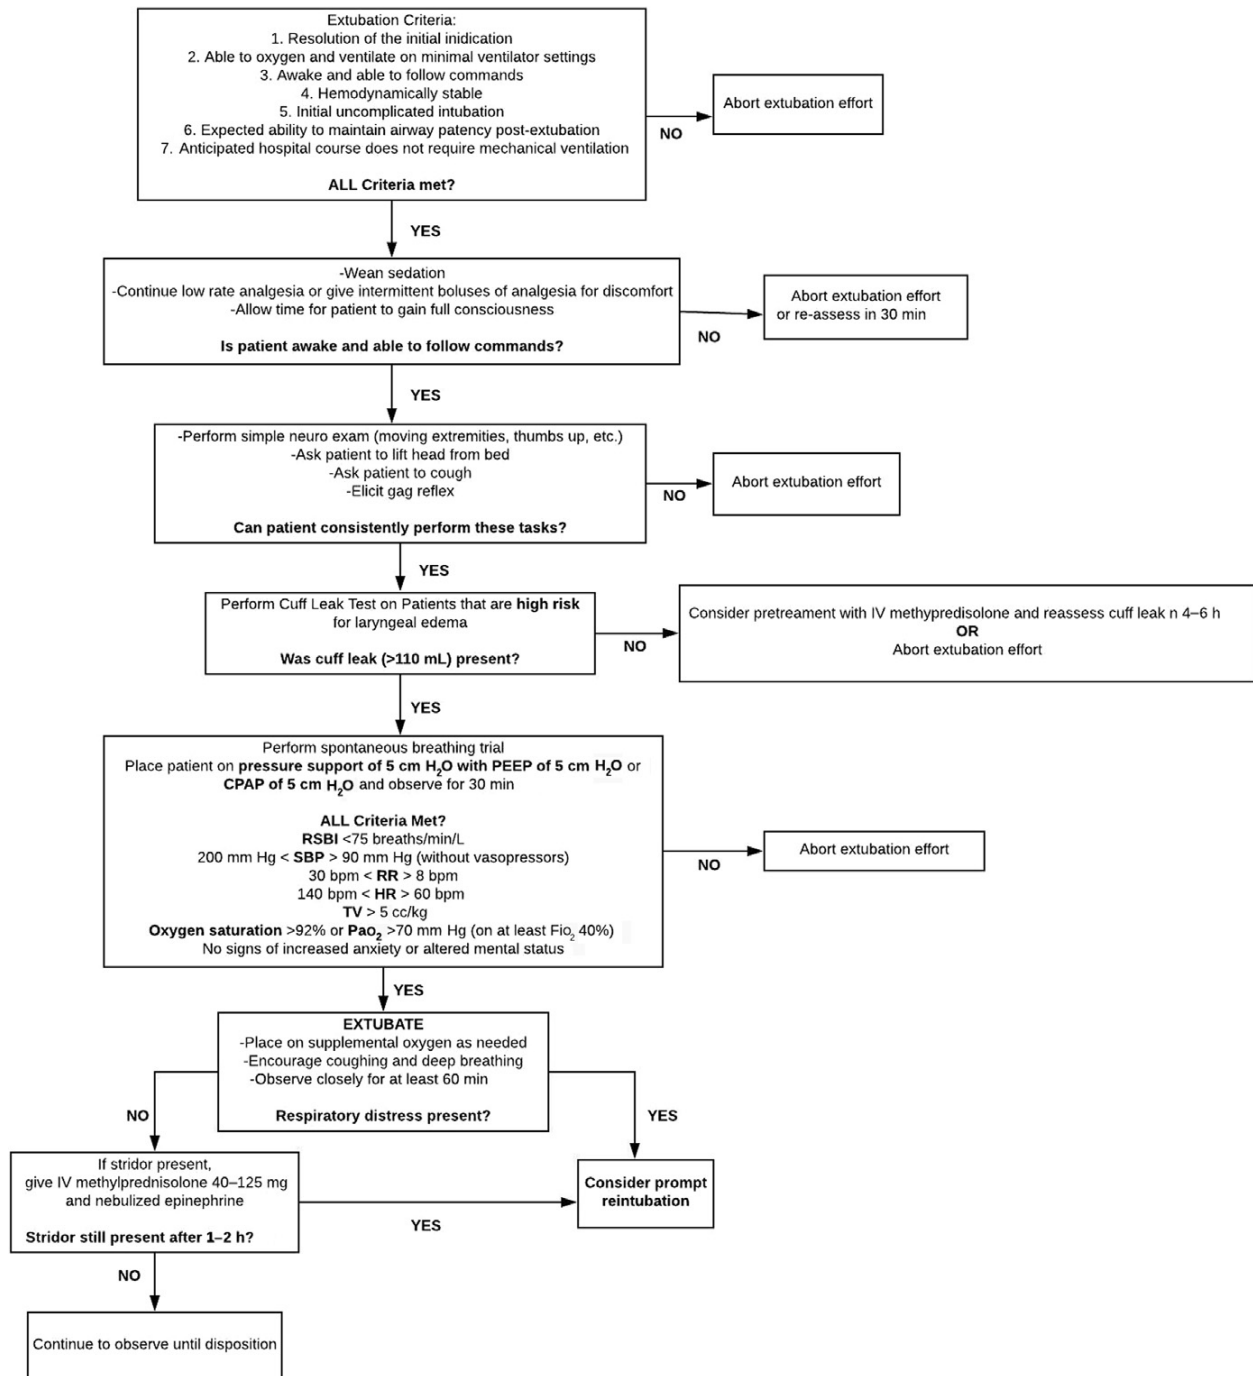 Extubation Criteria:
1. Resolution of the initial inidication
2. Able to oxygen and ventilate on minimal ventilator settings
3. Awake and able to follow commands
4. Hemodynamically stable
5. Initial uncomplicated intubation
6. Expected ability to maintain airway patency post-extubation
7. Anticipated hospital course does not require mechanical ventilation
ALL Criteria met?
NO
Abort extubation effort
YES
-Wean sedation
-Continue low rate analgesia or give intermittent boluses of analgesia for discomfort
-Allow time for patient to gain full consciousness
Is patient awake and able to follow commands?
NO
Abort extubation effort
or re-assess in 30 min
YES
-Perform simple neuro exam (moving extremities, thumbs up, etc.)
-Ask patient to lift head from bed
-Ask patient to cough
-Elicit gag reflex
Can patient consistently perform these tasks?
NO
Abort extubation effort
YES
Perform Cuff Leak Test on Patients that are high risk
for laryngeal edema
Was cuff leak (>110 mL) present?
NO
Consider pretreament with IV methypredisolone and reassess cuff leak n 4–6 h
OR
Abort extubation effort
YES
Perform spontaneous breathing trial
Place patient on pressure support of 5 cm H₂O with PEEP of 5 cm H₂O or
CPAP of 5 cm H₂O and observe for 30 min
ALL Criteria Met?
RSBI <75 breaths/min/L
200 mm Hg < SBP > 90 mm Hg (without vasopressors)
30 bpm < RR > 8 bpm
140 bpm < HR > 60 bpm
TV > 5 cc/kg
Oxygen saturation >92% or Pao₂ >70 mm Hg (on at least Fio₂ 40%)
No signs of increased anxiety or altered mental status
NO
Abort extubation effort
YES
EXTUBATE
-Place on supplemental oxygen as needed
-Encourage coughing and deep breathing
-Observe closely for at least 60 min
Respiratory distress present?
NO
YES
If stridor present,
give IV methylprednisolone 40–125 mg
and nebulized epinephrine
Stridor still present after 1–2 h?
YES
Consider prompt
reintubation
NO
Continue to observe until disposition